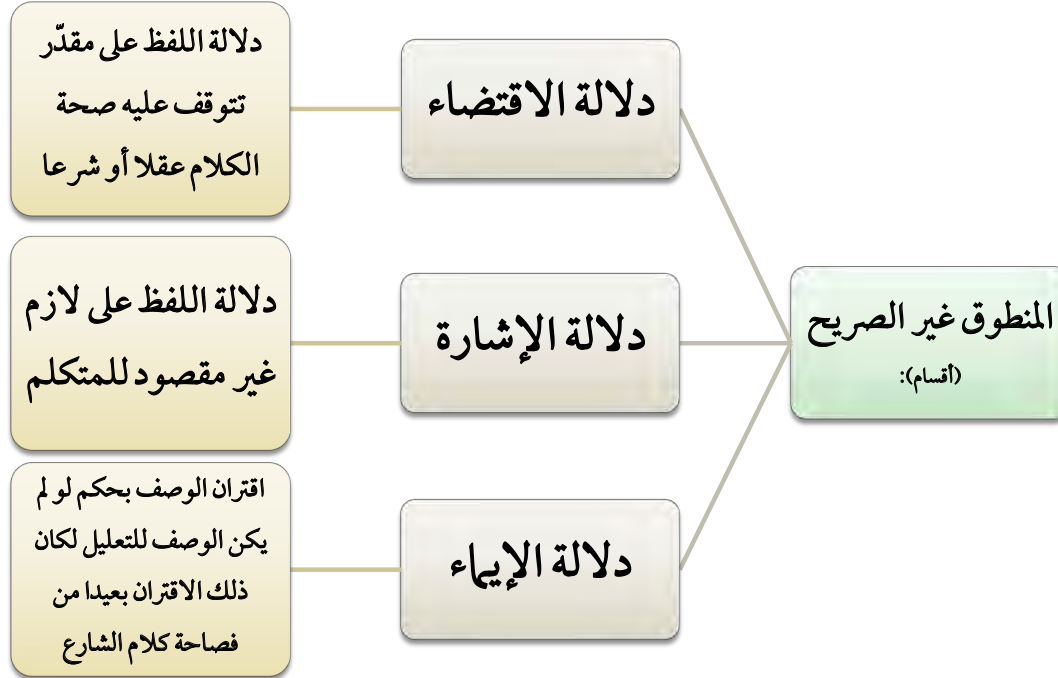 المنطوق غير الصريح
(أقسام):
دلالة الاقتضاء
دلالة اللفظ على مقدّر
تتوقف عليه صحة
الكلام عقلا أو شرعا
دلالة الإشارة
دلالة اللفظ على لازم
غير مقصود للمتكلم
دلالة الإيماء
اقتران الوصف بحكم لو لم
يكن الوصف للتعليل لكان
ذلك الاقتران بعيدا من
فصاحة كلام الشارع